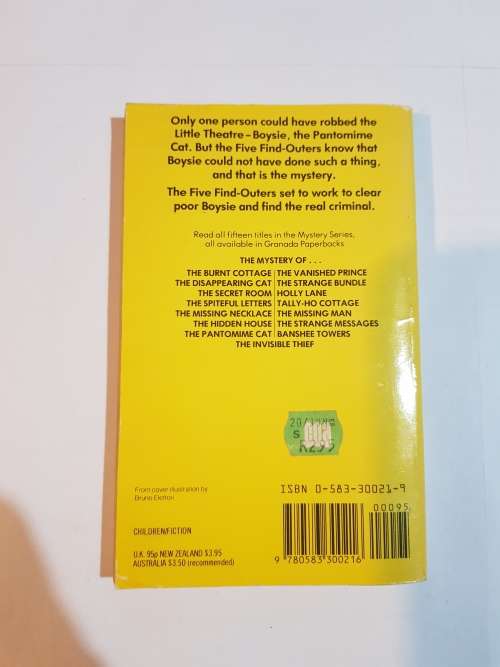 Only one person could have robbed the
Little Theatre – Boysie, the Pantomime
Cat. But the Five Find-Outers know that
Boysie could not have done such a thing,
and that is the mystery.
The Five Find-Outers set to work to clear
poor Boysie and find the real criminal.
Read all fifteen titles in the Mystery Series,
all available in Granada Paperbacks
THE MYSTERY OF . . .
THE BURNT COTTAGE THE VANISHED PRINCE
THE DISAPPEARING CAT THE STRANGE BUNDLE
THE SECRET ROOM HOLLY LANE
THE SPITEFUL LETTERS TALLY-HO COTTAGE
THE MISSING NECKLACE THE MISSING MAN
THE HIDDEN HOUSE THE STRANGE MESSAGES
THE PANTOMIME CAT BANSHEE TOWERS
THE INVISIBLE THIEF
S
From cover illustration by
Bruno Elettori
ISBN 0-583-30021-9
00095
CHILDREN/FICTION
U.K. 95p NEW ZEALAND $3.95
AUSTRALIA $3.50 (recommended)
9 780583 300216